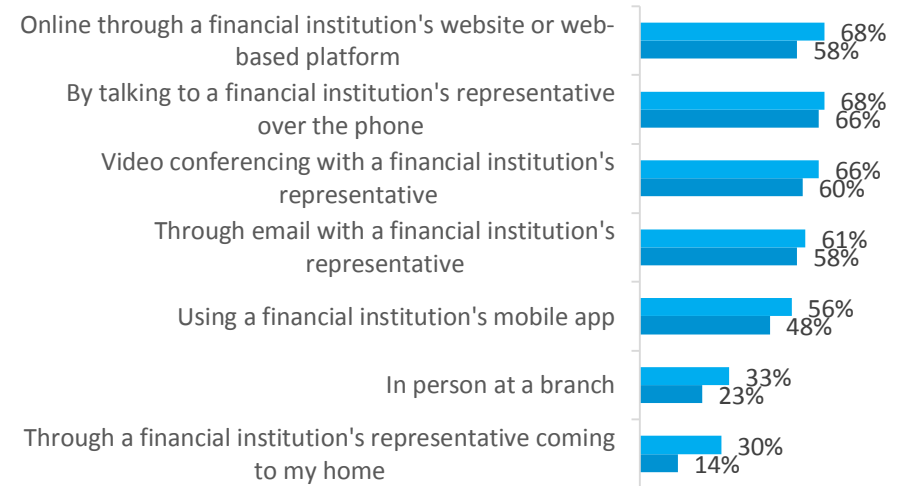 Online through a financial institution's website or web-
based platform
68%
58%
By talking to a financial institution's representative
over the phone
68%
66%
Video conferencing with a financial institution's
representative
66%
60%
Through email with a financial institution's
representative
61%
58%
Using a financial institution's mobile app
56%
48%
In person at a branch
33%
23%
Through a financial institution's representative coming
to my home
30%
14%